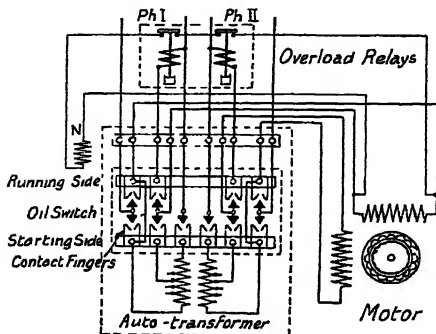 Ph I Ph II
Overload Relays
N
Running Side
Oil Switch
Starting Side
Contact Fingers
Auto-transformer
Motor